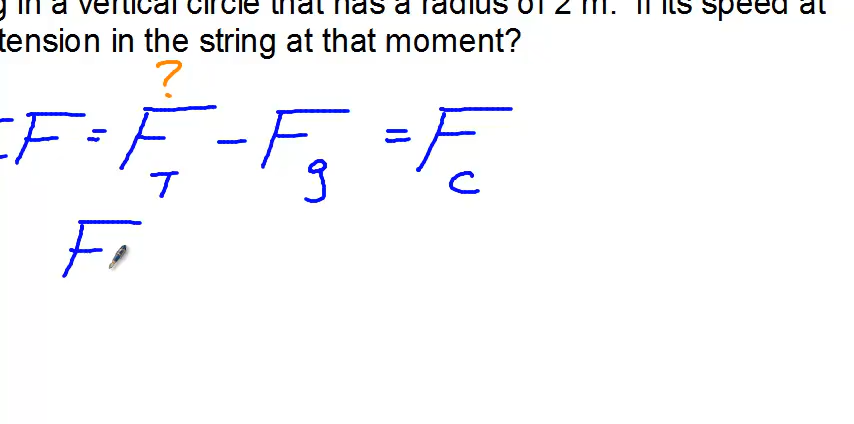 in a vertical circle that has a radius of 2 m. If its speed at
tension in the string at that moment?
?
F = F_T - F_g = F_c
F